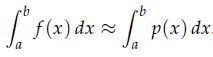 ∫_a^b f(x) dx ≈ ∫_a^b p(x) dx.